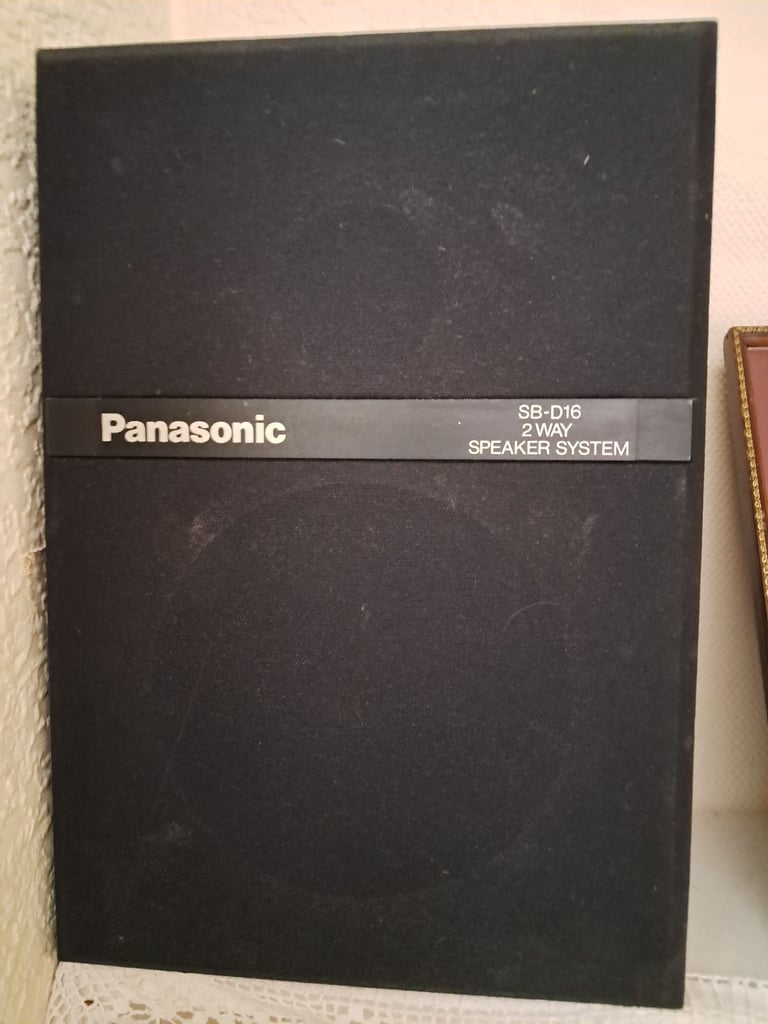 Panasonic
SB-D16
2 WAY
SPEAKER SYSTEM